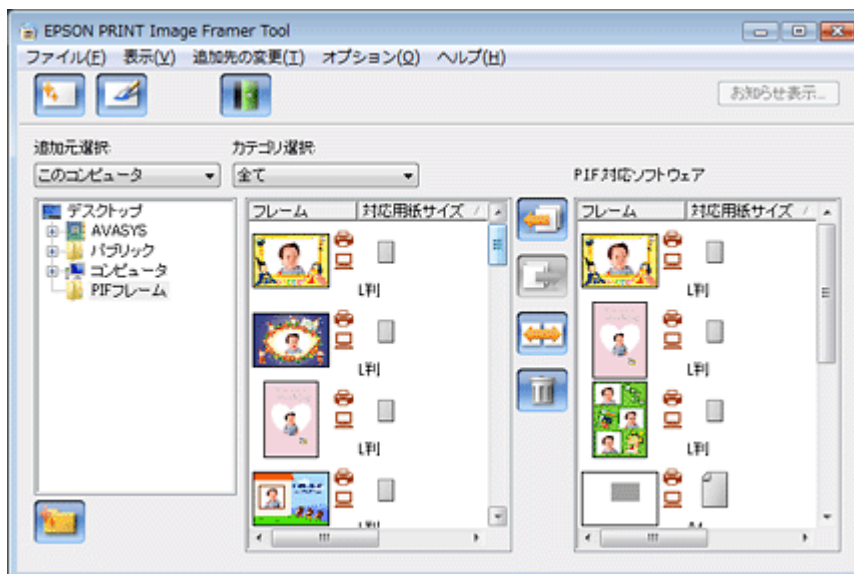 EPSON PRINT Image Framer Tool
ファイル(F) 表示(V) 追加先の変更(T) オプション(O) ヘルプ(H)
お知らせ表示...
追加元選択: カテゴリ選択:
このコンピュータ 全て PIF対応ソフトウェア
デスクトップ
AVASYS
パブリック
コンピュータ
PIFフレーム
フレーム 対応用紙サイズ
L判
L判
L判
L判
フレーム 対応用紙サイズ
L判
L判
L判
A4